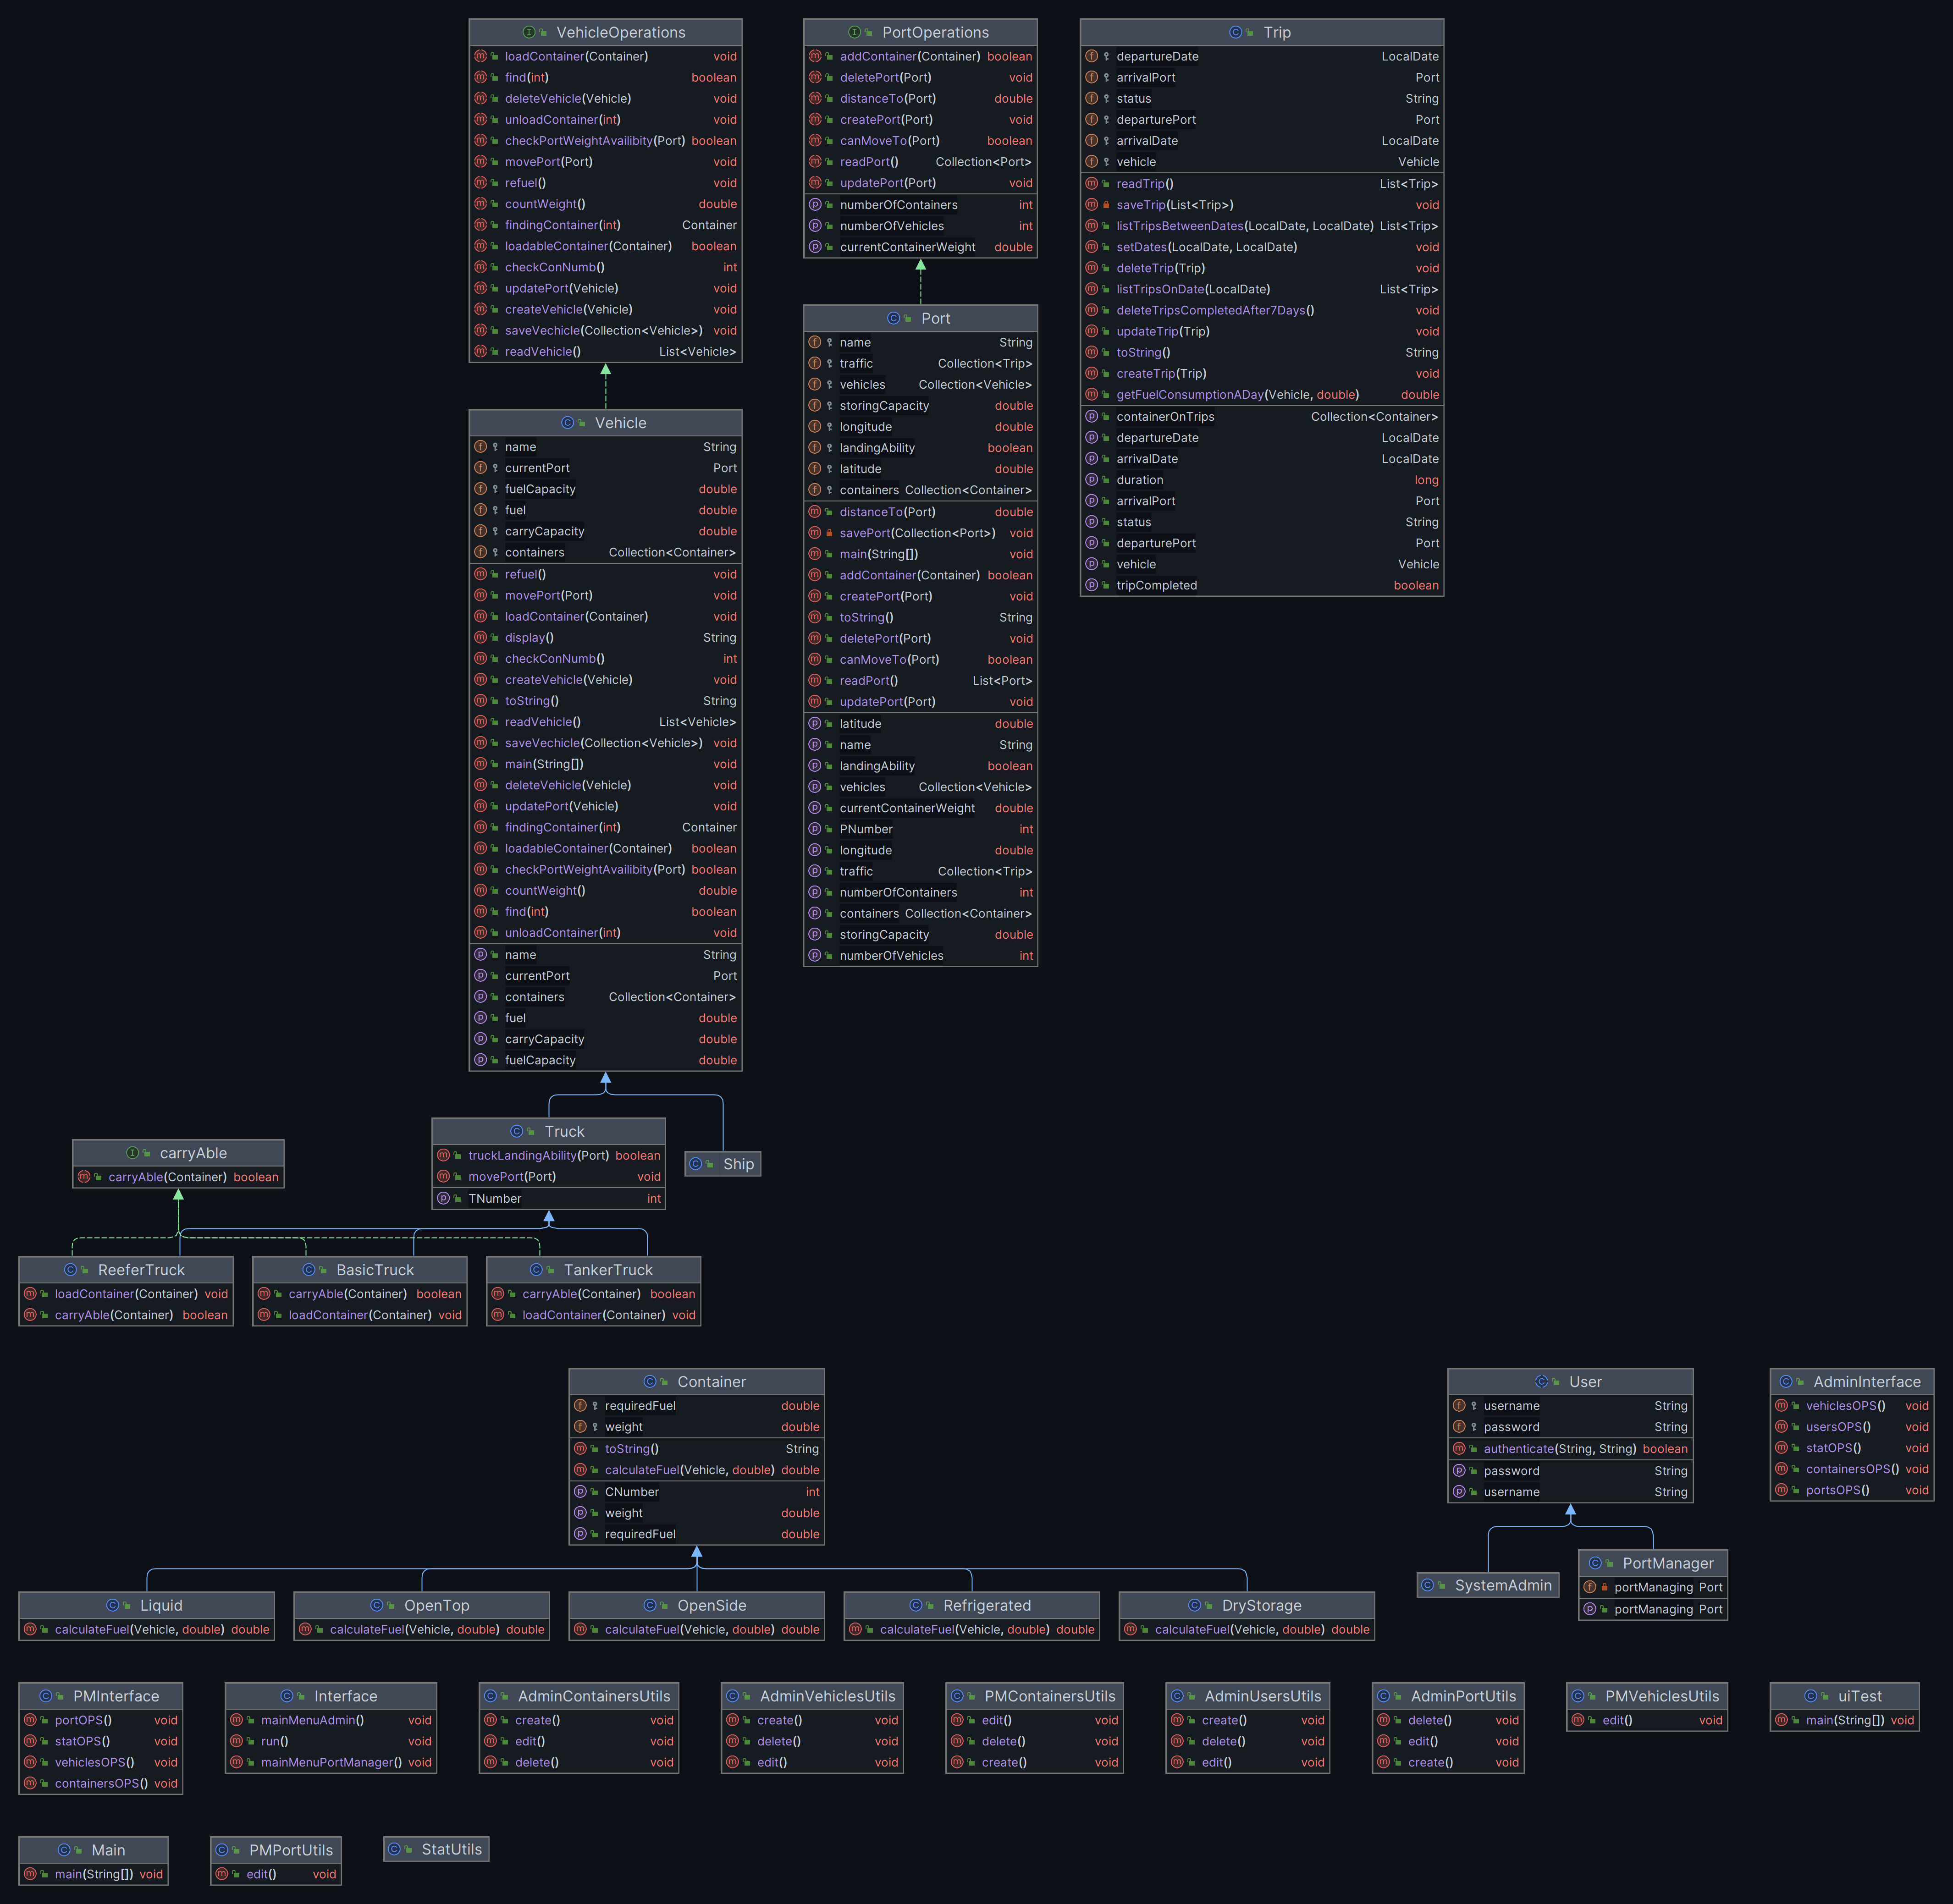 VehicleOperations
loadContainer(Container) void
find(int) boolean
deleteVehicle(Vehicle) void
unloadContainer(int) void
checkPortWeightAvailibity(Port) boolean
movePort(Port) void
refuel() void
countWeight() double
findingContainer(int) Container
loadableContainer(Container) boolean
checkConNumb() int
updatePort(Vehicle) void
createVehicle(Vehicle) void
saveVechicle(Collection<Vehicle>) void
readVehicle() List<Vehicle>
PortOperations
addContainer(Container) boolean
deletePort(Port) void
distanceTo(Port) double
createPort(Port) void
canMoveTo(Port) boolean
readPort() Collection<Port>
updatePort(Port) void
numberOfContainers int
numberOfVehicles int
currentContainerWeight double
Trip
departureDate LocalDate
arrivalPort Port
status String
departurePort Port
arrivalDate LocalDate
vehicle Vehicle
readTrip() List<Trip>
saveTrip(List<Trip>) void
listTripsBetweenDates(LocalDate, LocalDate) List<Trip>
setDates(LocalDate, LocalDate) void
deleteTrip(Trip) void
listTripsOnDate(LocalDate) List<Trip>
deleteTripsCompletedAfter7Days() void
updateTrip(Trip) void
toString() String
createTrip(Trip) void
getFuelConsumptionADay(Vehicle, double) double
containerOnTrips Collection<Container>
departureDate LocalDate
arrivalDate LocalDate
duration long
arrivalPort Port
status String
departurePort Port
vehicle Vehicle
tripCompleted boolean
Vehicle
name String
currentPort Port
fuelCapacity double
fuel double
carryCapacity double
containers Collection<Container>
refuel() void
movePort(Port) void
loadContainer(Container) void
display() String
checkConNumb() int
createVehicle(Vehicle) void
toString() String
readVehicle() List<Vehicle>
saveVechicle(Collection<Vehicle>) void
main(String[]) void
deleteVehicle(Vehicle) void
updatePort(Vehicle) void
findingContainer(int) Container
loadableContainer(Container) boolean
checkPortWeightAvailibity(Port) boolean
countWeight() double
find(int) boolean
unloadContainer(int) void
name String
currentPort Port
containers Collection<Container>
fuel double
carryCapacity double
fuelCapacity double
Port
name String
traffic Collection<Trip>
vehicles Collection<Vehicle>
storingCapacity double
longitude double
landingAbility boolean
latitude double
containers Collection<Container>
distanceTo(Port) double
savePort(Collection<Port>) void
main(String[]) void
addContainer(Container) boolean
createPort(Port) void
toString() String
deletePort(Port) void
canMoveTo(Port) boolean
readPort() List<Port>
updatePort(Port) void
latitude double
name String
landingAbility boolean
vehicles Collection<Vehicle>
currentContainerWeight double
PNumber int
longitude double
traffic Collection<Trip>
numberOfContainers int
containers Collection<Container>
storingCapacity double
numberOfVehicles int
carryAble
carryAble(Container) boolean
Truck
truckLandingAbility(Port) boolean
movePort(Port) void
TNumber int
Ship
ReeferTruck
loadContainer(Container) void
carryAble(Container) boolean
BasicTruck
carryAble(Container) boolean
loadContainer(Container) void
TankerTruck
carryAble(Container) boolean
loadContainer(Container) void
Container
requiredFuel double
weight double
toString() String
calculateFuel(Vehicle, double) double
CNumber int
weight double
requiredFuel double
User
username String
password String
authenticate(String, String) boolean
password String
username String
AdminInterface
vehiclesOPS() void
usersOPS() void
statOPS() void
containersOPS() void
portsOPS() void
SystemAdmin
PortManager
portManaging Port
portManaging Port
Liquid
calculateFuel(Vehicle, double) double
OpenTop
calculateFuel(Vehicle, double) double
OpenSide
calculateFuel(Vehicle, double) double
Refrigerated
calculateFuel(Vehicle, double) double
DryStorage
calculateFuel(Vehicle, double) double
PMInterface
portOPS() void
statOPS() void
vehiclesOPS() void
containersOPS() void
Interface
mainMenuAdmin() void
run() void
mainMenuPortManager() void
AdminContainersUtils
create() void
edit() void
delete() void
AdminVehiclesUtils
create() void
delete() void
edit() void
PMContainersUtils
edit() void
delete() void
create() void
AdminUsersUtils
create() void
delete() void
edit() void
AdminPortUtils
delete() void
edit() void
create() void
PMVehiclesUtils
edit() void
uiTest
main(String[]) void
Main
main(String[]) void
PMPortUtils
edit() void
StatUtils